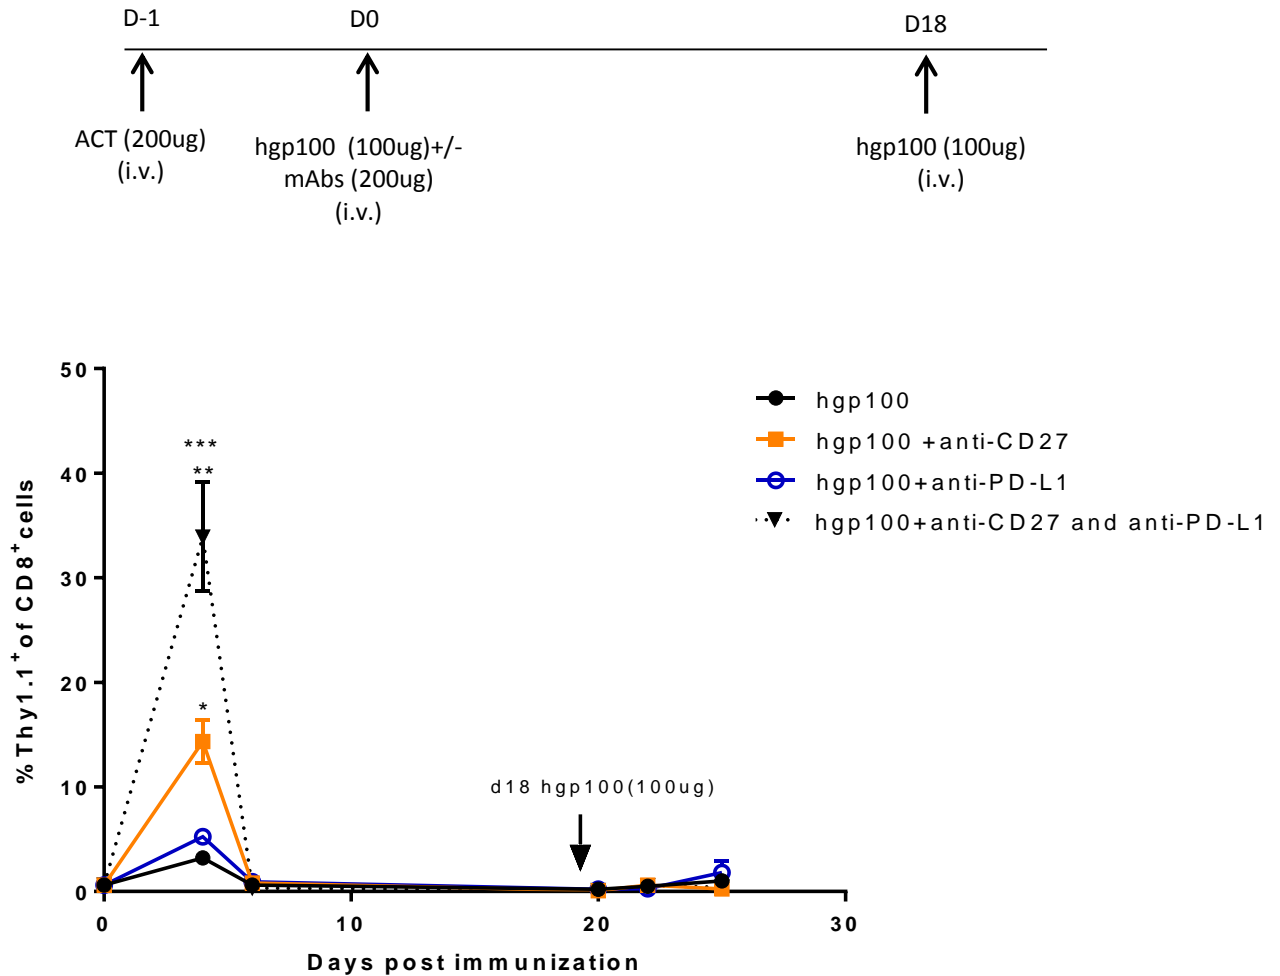 D-1
D0
D18
ACT (200ug)
(i.v.)
hgp100 (100ug)+/-
mAbs (200ug)
(i.v.)
hgp100 (100ug)
(i.v.)
50
40
30
20
10
0
% Thy1.1+ of CD8+ cells
***
**
*
d18 hgp100(100ug)
0
10
20
30
Days post immunization
hgp100
hgp100 +anti-CD27
hgp100+anti-PD-L1
hgp100+anti-CD27 and anti-PD-L1